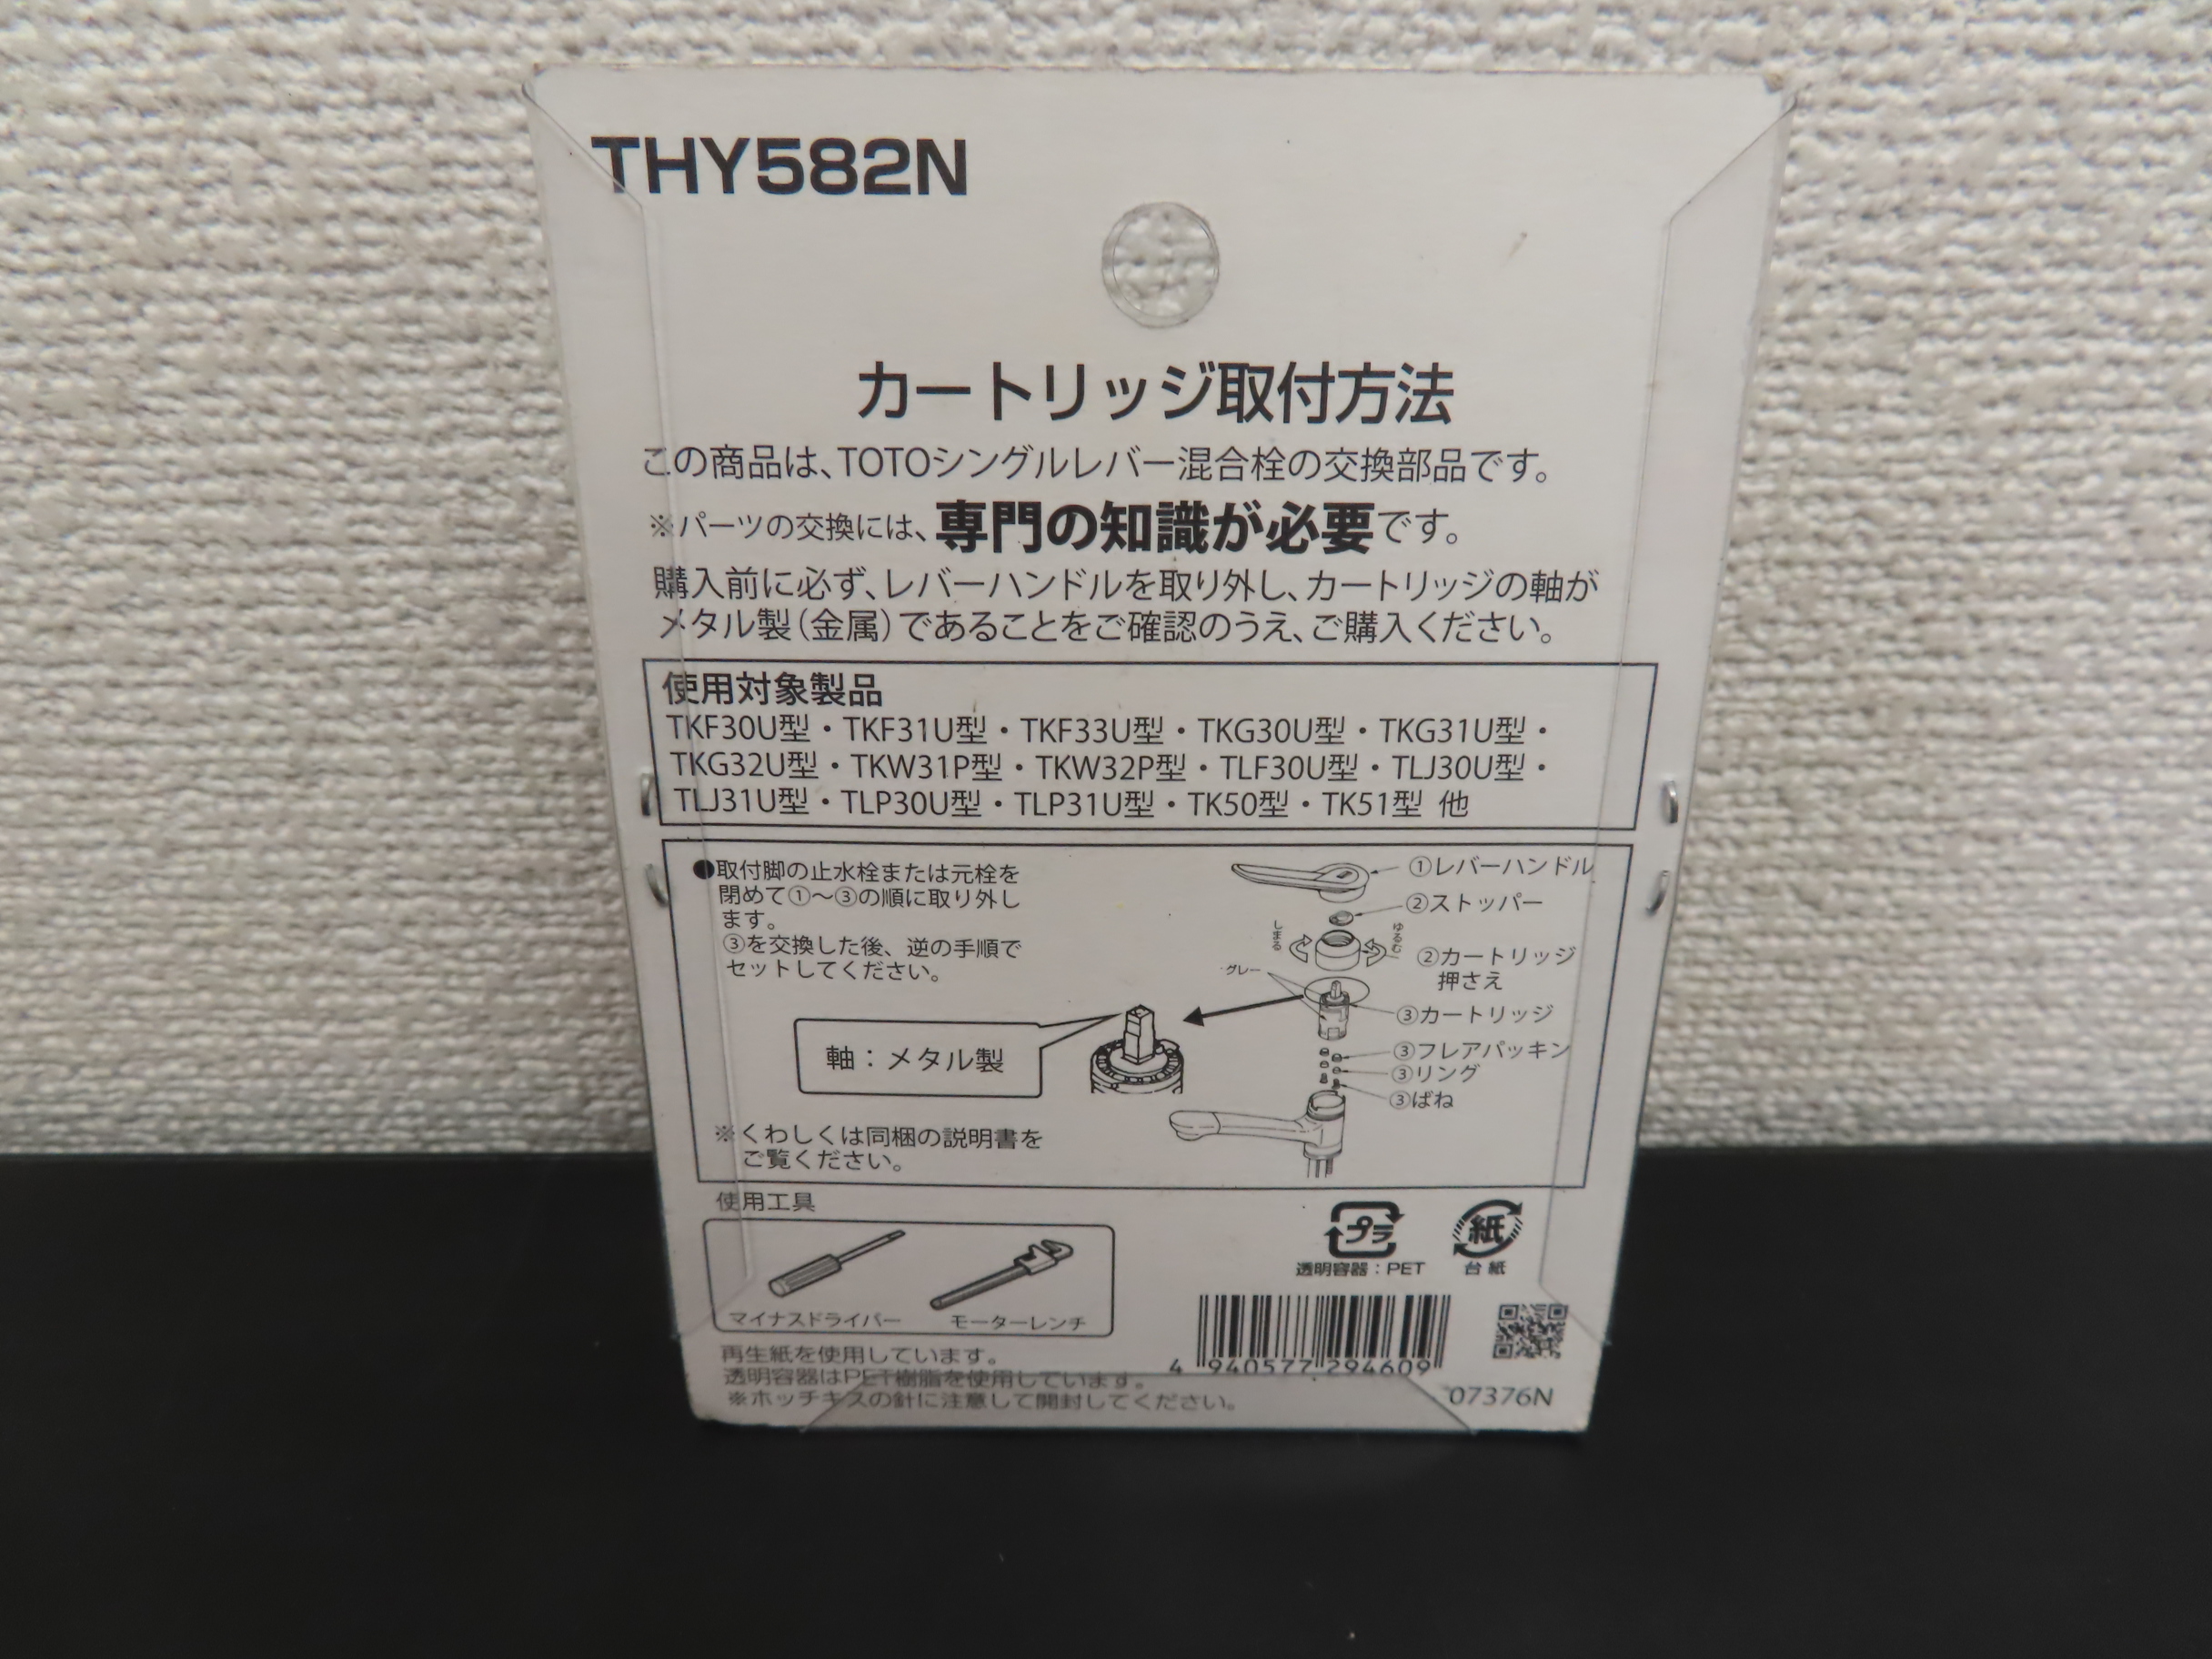 THY582N
カートリッジ取付方法
この商品は、TOTOシングルレバー混合栓の交換部品です。
※パーツの交換には、専門の知識が必要です。
購入前に必ず、レバーハンドルを取り外し、カートリッジの軸が
メタル製（金属）であることをご確認のうえ、ご購入ください。
使用対象製品
TKF30U型・TKF31U型・TKF33U型・TKG30U型・TKG31U型・
TKG32U型・TKW31P型・TKW32P型・TLF30U型・TLJ30U型・
TLJ31U型・TLP30U型・TLP31U型・TK50型・TK51型 他
●取付脚の止水栓または元栓を
閉めて①～③の順に取り外し
ます。
③を交換した後、逆の手順で
セットしてください。
①レバーハンドル
②ストッパー
しまる
ゆるむ
②カートリッジ
押さえ
グレー
③カートリッジ
③フレアパッキン
③リング
③ばね
軸：メタル製
※くわしくは同梱の説明書を
ご覧ください。
使用工具
マイナスドライバー
モーターレンチ
プラ
透明容器：PET
紙
台紙
4 940577 294609
07376N
再生紙を使用しています。
透明容器はPET樹脂を使用しています。
※ホッチキスの針に注意して開封してください。